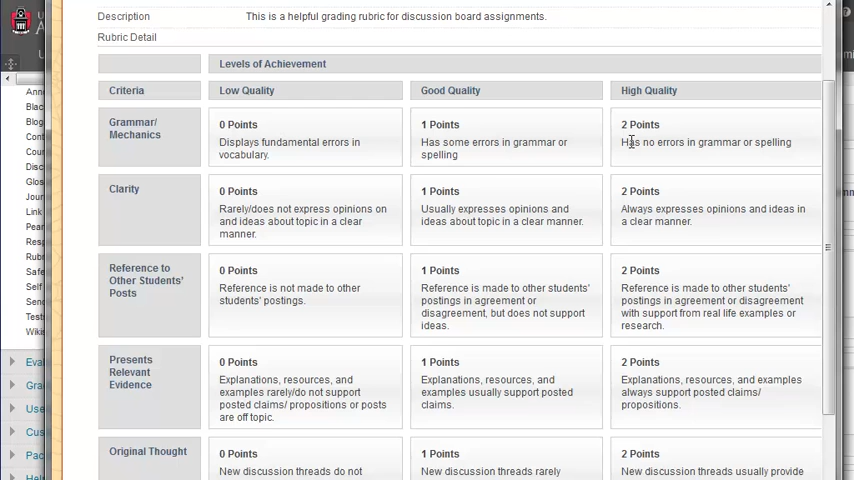 Description This is a helpful grading rubric for discussion board assignments.
Rubric Detail
Levels of Achievement
Criteria Low Quality Good Quality High Quality
Grammar/
Mechanics
0 Points
Displays fundamental errors in
vocabulary.
1 Points
Has some errors in grammar or
spelling
2 Points
Has no errors in grammar or spelling
Clarity
0 Points
Rarely/does not express opinions on
and ideas about topic in a clear
manner.
1 Points
Usually expresses opinions and
ideas about topic in a clear manner.
2 Points
Always expresses opinions and ideas in
a clear manner.
Reference to
Other Students'
Posts
0 Points
Reference is not made to other
students' postings.
1 Points
Reference is made to other students'
postings in agreement or
disagreement, but does not support
ideas.
2 Points
Reference is made to other students'
postings in agreement or disagreement
with support from real life examples or
research.
Presents
Relevant
Evidence
0 Points
Explanations, resources, and
examples rarely/do not support
posted claims/ propositions or posts
are off topic.
1 Points
Explanations, resources, and
examples usually support posted
claims.
2 Points
Explanations, resources, and examples
always support posted claims/
propositions.
Original Thought
0 Points
New discussion threads do not
1 Points
New discussion threads rarely
2 Points
New discussion threads usually provide